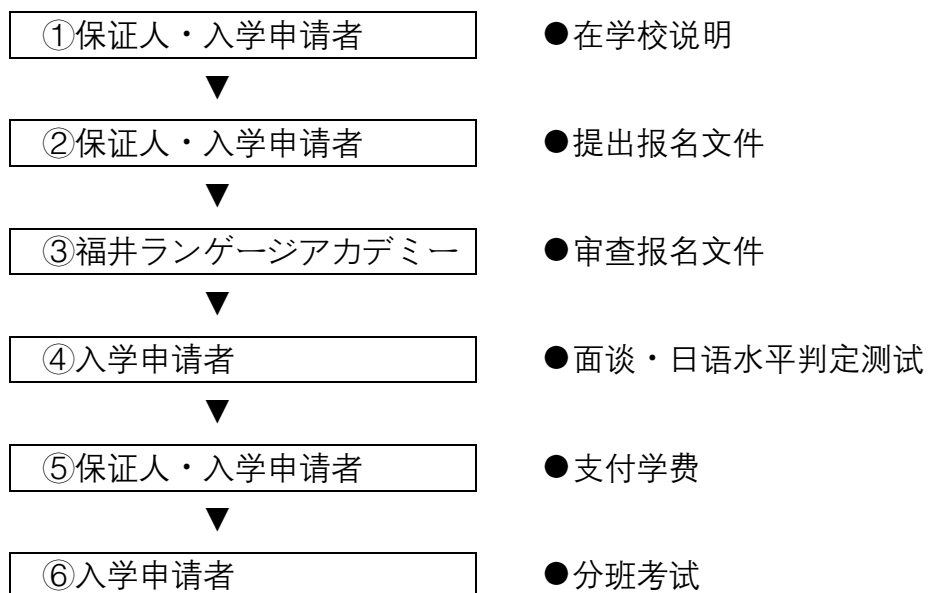 ①保证人・入学申请者 ●在学校说明
▼
②保证人・入学申请者 ●提出报名文件
▼
③福井ランゲージアカデミー ●审查报名文件
▼
④入学申请者 ●面谈・日语水平判定测试
▼
⑤保证人・入学申请者 ●支付学费
▼
⑥入学申请者 ●分班考试